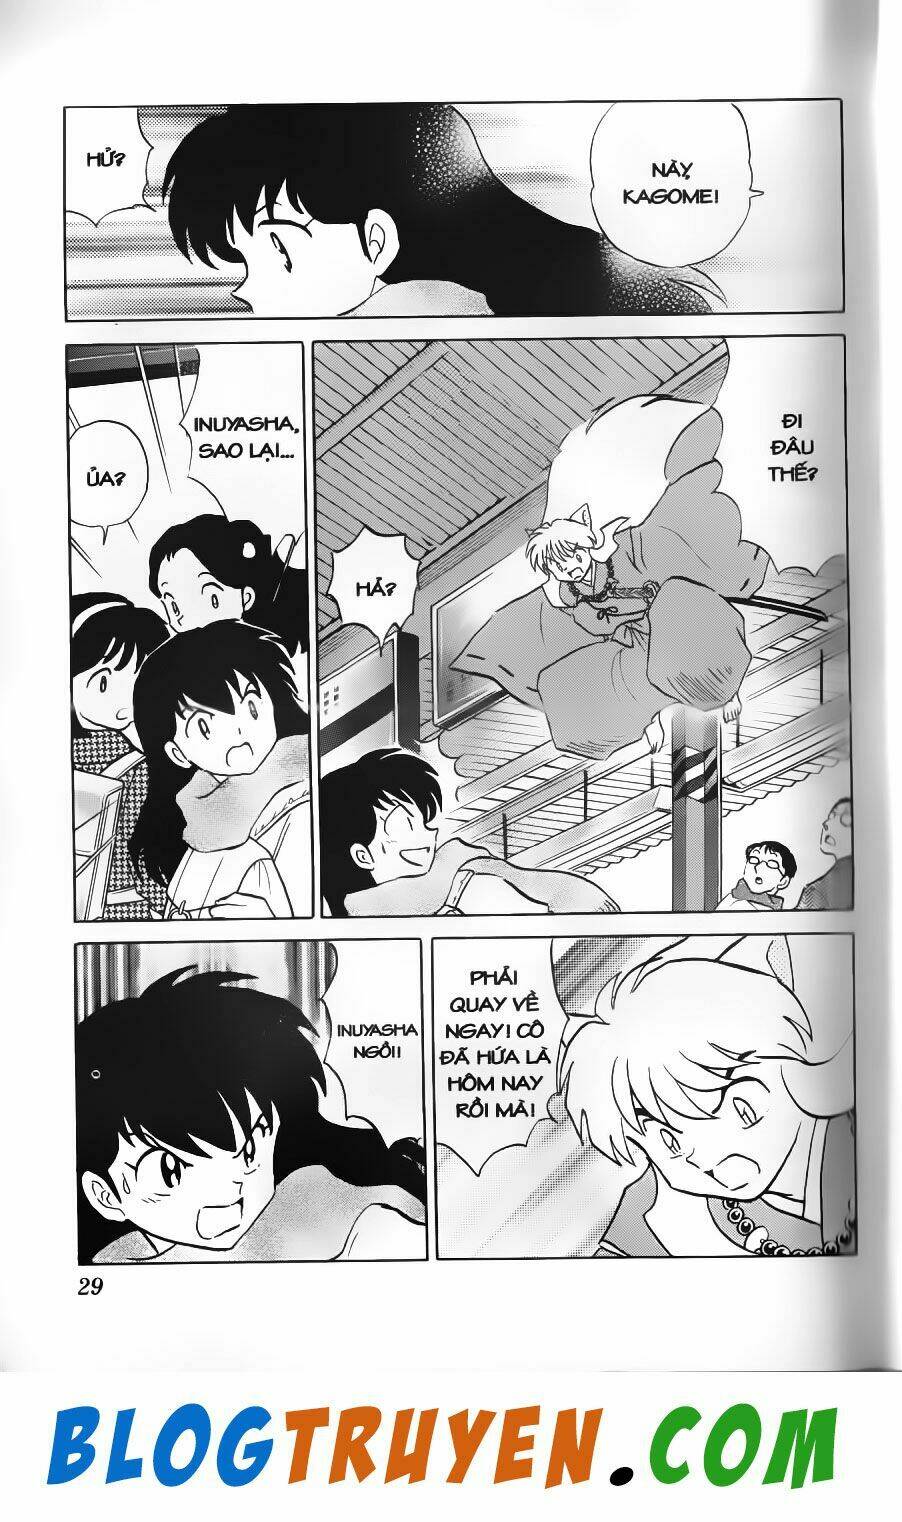 NÀY,
KAGOME!
HỬ?
ĐI
ĐÂU
THẾ?
HẢ?
INUYASHA,
SAO LẠI...
ỦA?
PHẢI
QUAY VỀ
NGAY! CÔ
ĐÃ HỨA LÀ
HÔM NAY
RỒI MÀ!
INUYASHA
NGỒI!
29
BLOGTRUYEN.COM